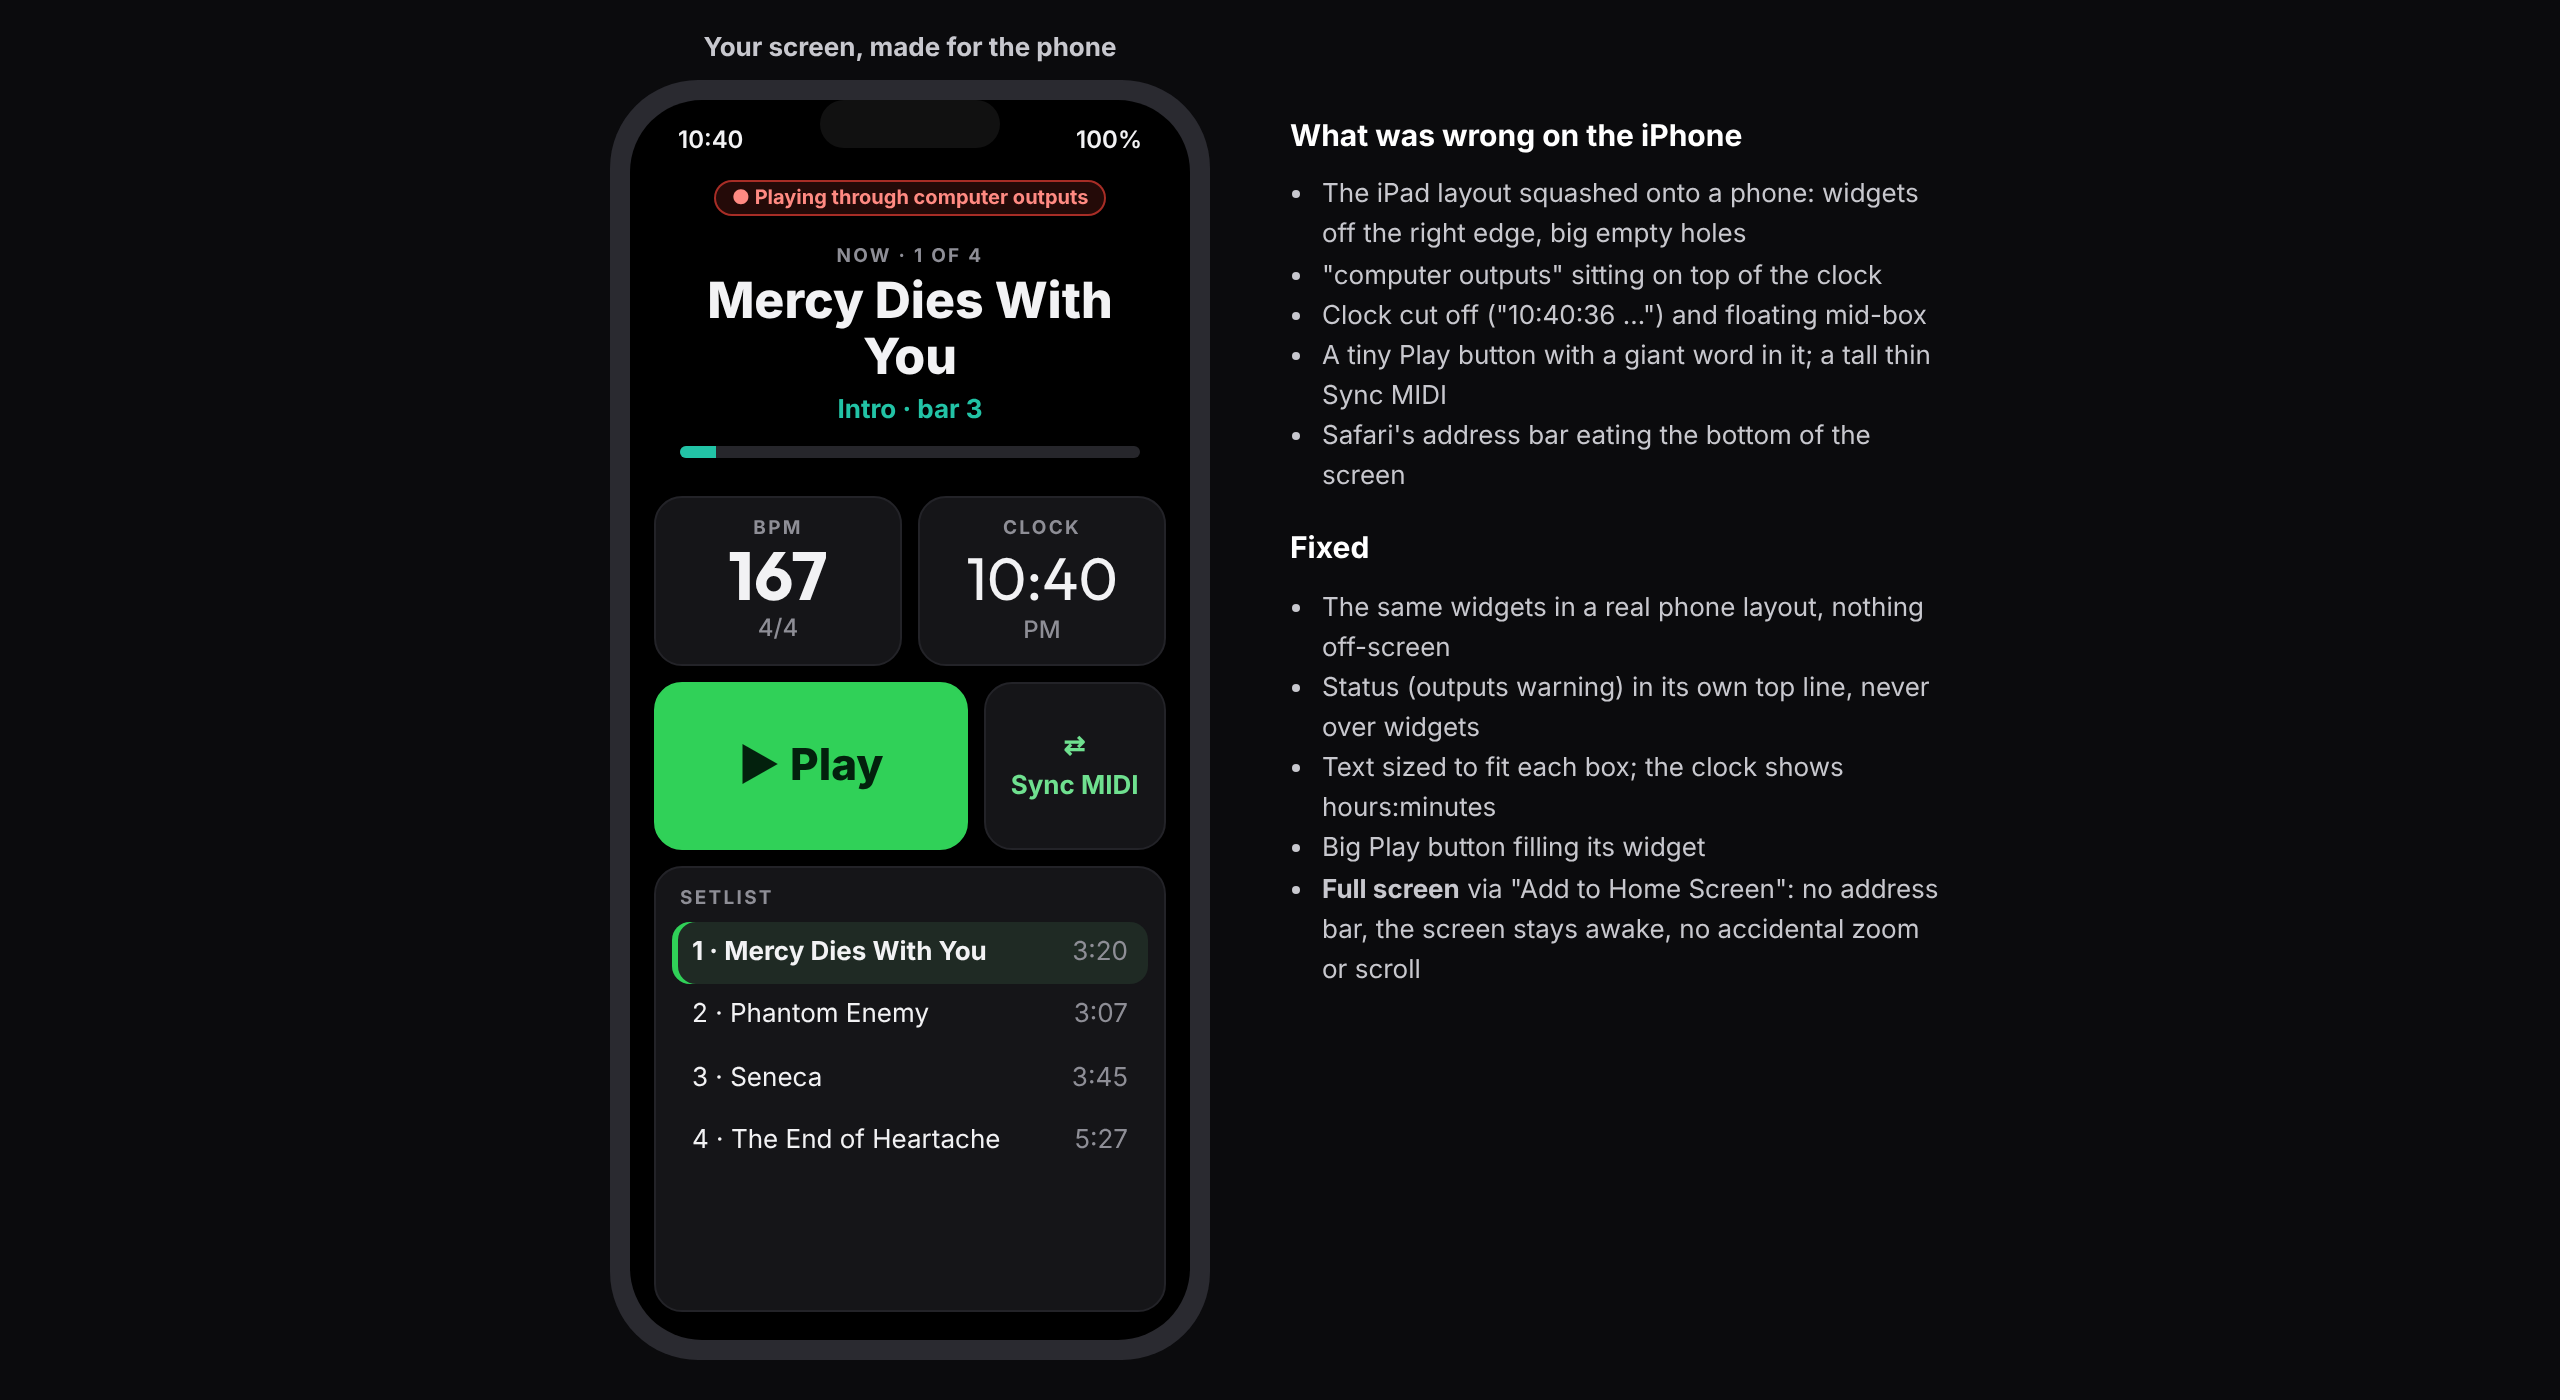 Your screen, made for the phone
10:40
100%
Playing through computer outputs
NOW · 1 OF 4
Mercy Dies With
You
Intro · bar 3
BPM
167
4/4
CLOCK
10:40
PM
▶ Play
⇄
Sync MIDI
SETLIST
1 · Mercy Dies With You 3:20
2 · Phantom Enemy 3:07
3 · Seneca 3:45
4 · The End of Heartache 5:27
What was wrong on the iPhone
• The iPad layout squashed onto a phone: widgets
off the right edge, big empty holes
• "computer outputs" sitting on top of the clock
• Clock cut off ("10:40:36 ...") and floating mid-box
• A tiny Play button with a giant word in it; a tall thin
Sync MIDI
• Safari's address bar eating the bottom of the
screen
Fixed
• The same widgets in a real phone layout, nothing
off-screen
• Status (outputs warning) in its own top line, never
over widgets
• Text sized to fit each box; the clock shows
hours:minutes
• Big Play button filling its widget
• Full screen via "Add to Home Screen": no address
bar, the screen stays awake, no accidental zoom
or scroll